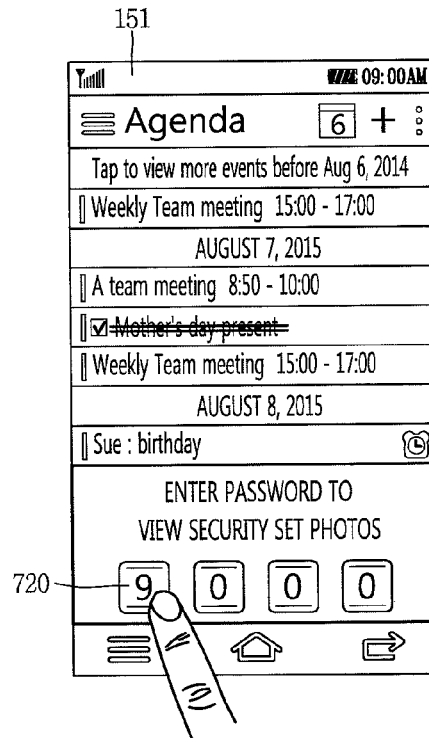 151
09:00AM
Agenda
6
+
Tap to view more events before Aug 6, 2014
Weekly Team meeting 15:00 - 17:00
AUGUST 7, 2015
A team meeting 8:50 - 10:00
Mother's day present
Weekly Team meeting 15:00 - 17:00
AUGUST 8, 2015
Sue : birthday
ENTER PASSWORD TO
VIEW SECURITY SET PHOTOS
720
9 0 0 0